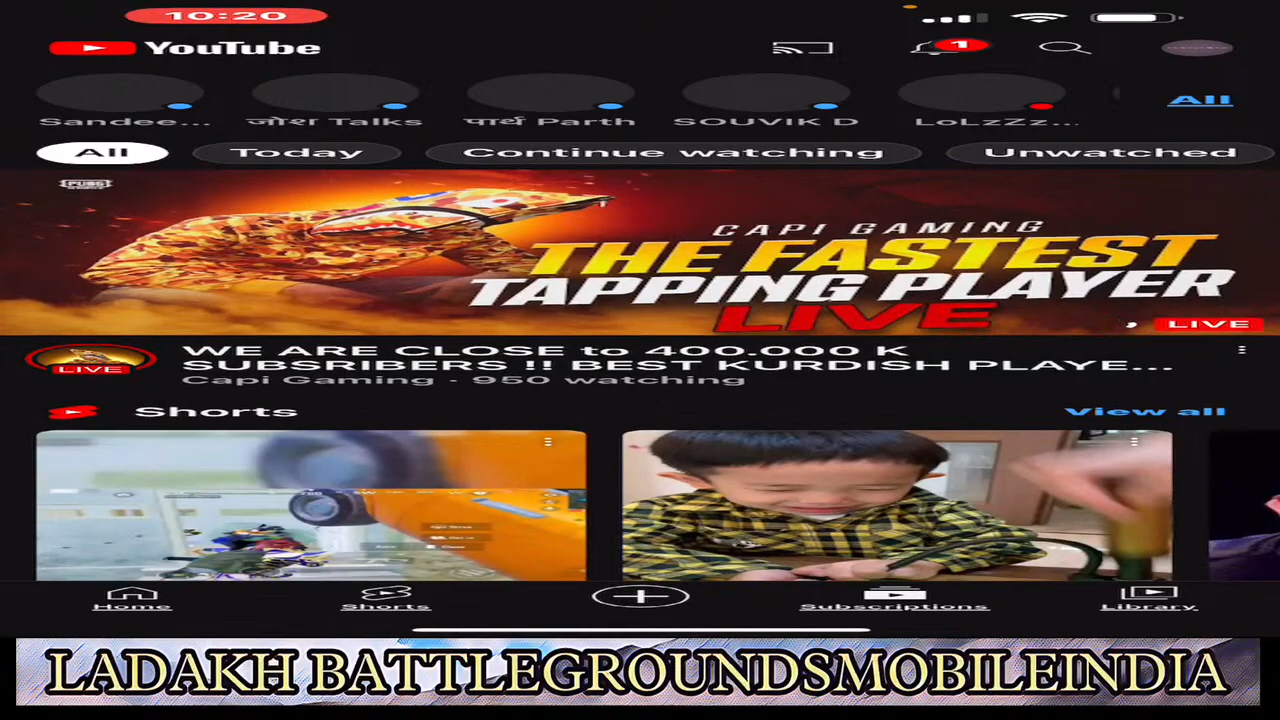 10:20
YouTube
1
All
Sandee...
जोश Talks
पार्थ Parth
SOUVIK D
LoLzZz...
All
Today
Continue watching
Unwatched
PUBG
CAPI GAMING
THE FASTEST
TAPPING PLAYER
LIVE
LIVE
LIVE
WE ARE CLOSE to 400.000 K
SUBSRIBERS !! BEST KURDISH PLAYE...
Capi Gaming · 950 watching
Shorts
View all
Home
Shorts
Subscriptions
Library
LADAKH BATTLEGROUNDSMOBILEINDIA